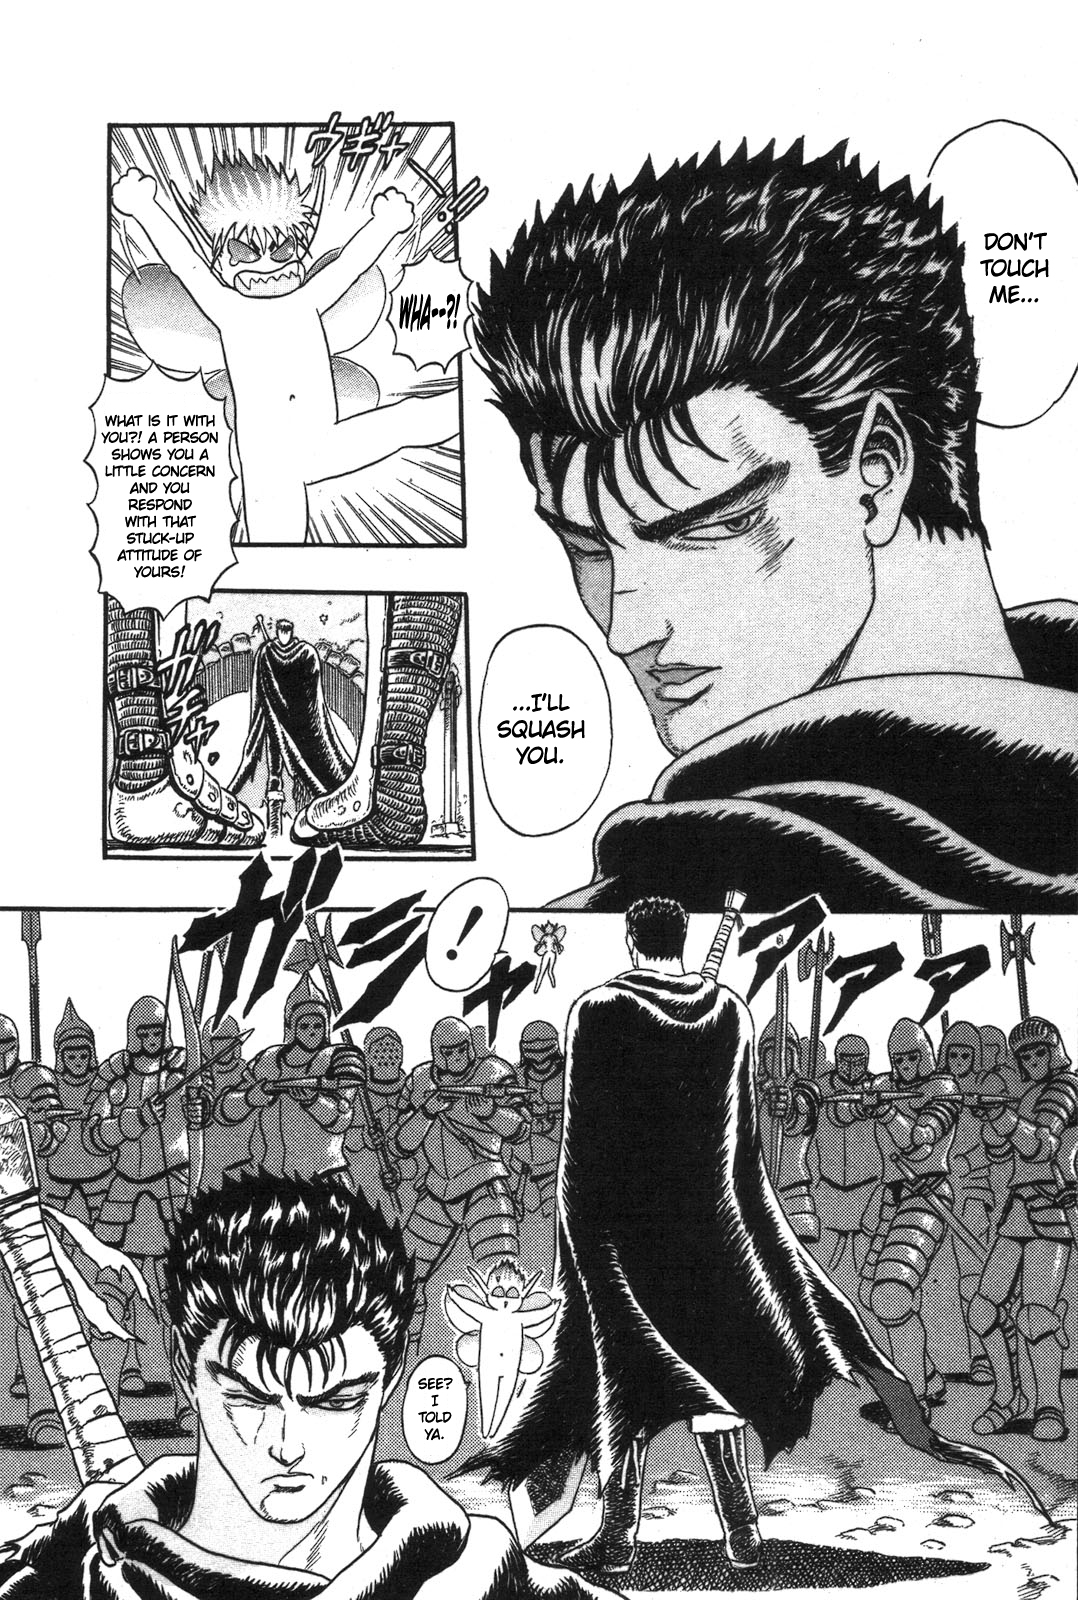 DON'T
TOUCH
ME...
...I'LL
SQUASH
YOU.
ウギャ
WHA--?!
WHAT IS IT WITH
YOU?! A PERSON
SHOWS YOU A
LITTLE CONCERN
AND YOU
RESPOND
WITH THAT
STUCK-UP
ATTITUDE OF
YOURS!
ガシャ
!
ガシャアァァ
SEE?
I
TOLD
YA.